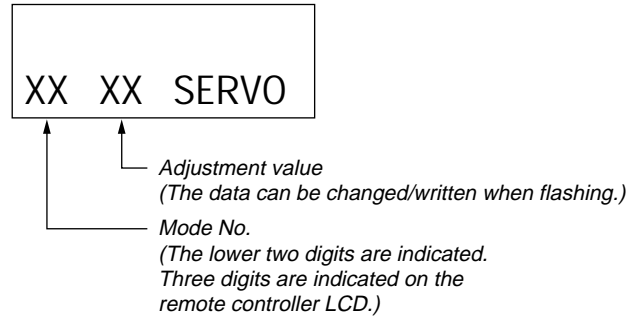 XX XX SERVO
Adjustment value
(The data can be changed/written when flashing.)
Mode No.
(The lower two digits are indicated.
Three digits are indicated on the
remote controller LCD.)